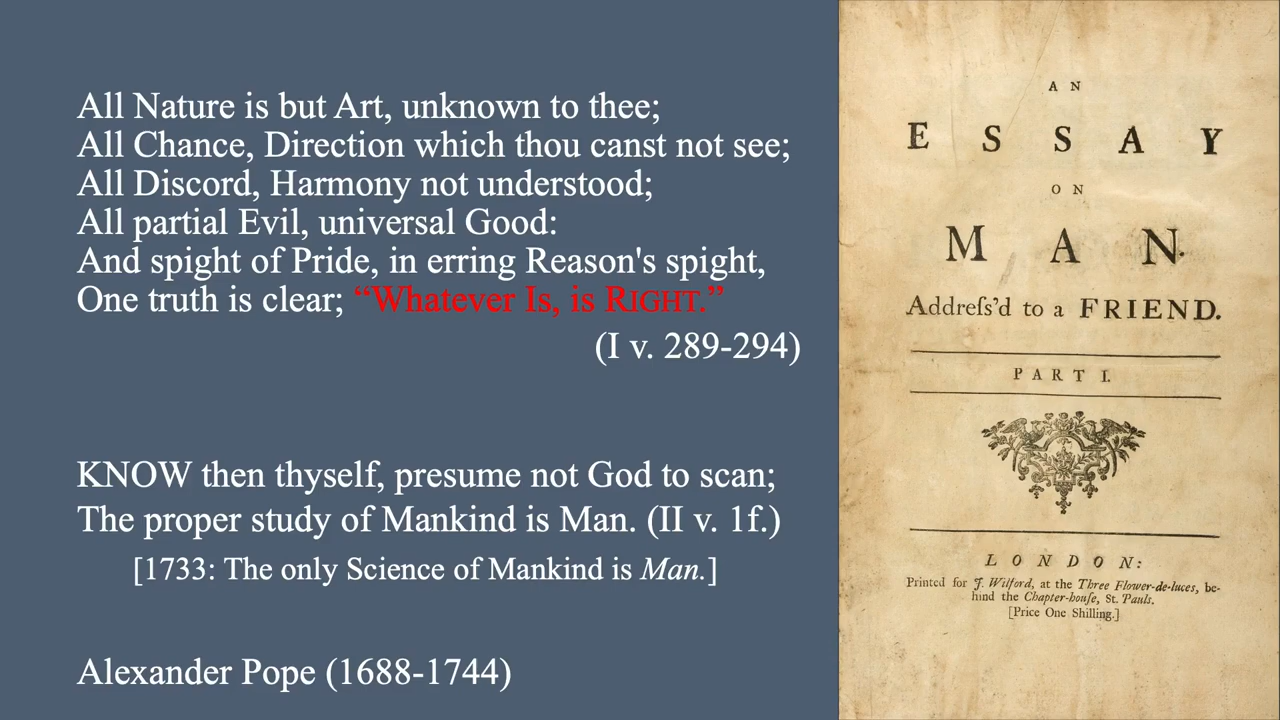 All Nature is but Art, unknown to thee;
All Chance, Direction which thou canst not see;
All Discord, Harmony not understood;
All partial Evil, universal Good:
And spight of Pride, in erring Reason's spight,
One truth is clear; “Whatever Is, is RIGHT.”
(I v. 289-294)
KNOW then thyself, presume not God to scan;
The proper study of Mankind is Man. (II v. 1f.)
[1733: The only Science of Mankind is Man.]
Alexander Pope (1688-1744)
AN
ESSAY
ON
MAN.
Addreſs'd to a FRIEND.
PART I.
LONDON:
Printed for J. Wilford, at the Three Flower-de-luces, be-
hind the Chapter-houſe, St. Pauls.
[Price One Shilling.]